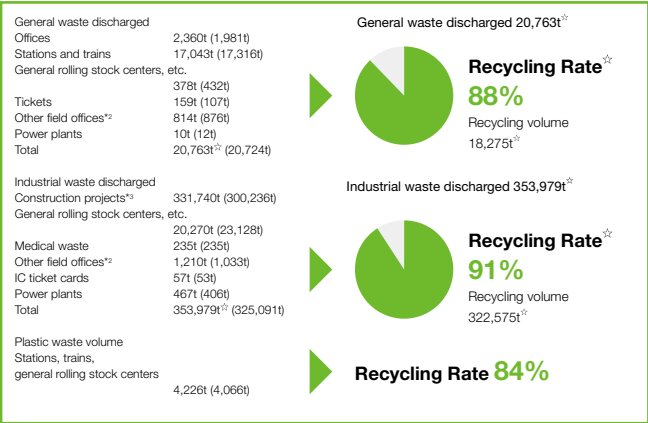 General waste discharged
Offices 2,360t (1,981t)
Stations and trains 17,043t (17,316t)
General rolling stock centers, etc.
378t (432t)
Tickets 159t (107t)
Other field offices*2 814t (876t)
Power plants 10t (12t)
Total 20,763t☆ (20,724t)
General waste discharged 20,763t☆
Recycling Rate☆
88%
Recycling volume
18,275t☆
Industrial waste discharged
Construction projects*3 331,740t (300,236t)
General rolling stock centers, etc.
20,270t (23,128t)
Medical waste 235t (235t)
Other field offices*2 1,210t (1,033t)
IC ticket cards 57t (53t)
Power plants 467t (406t)
Total 353,979t☆ (325,091t)
Industrial waste discharged 353,979t☆
Recycling Rate☆
91%
Recycling volume
322,575t☆
Plastic waste volume
Stations, trains,
general rolling stock centers
4,226t (4,066t)
Recycling Rate 84%